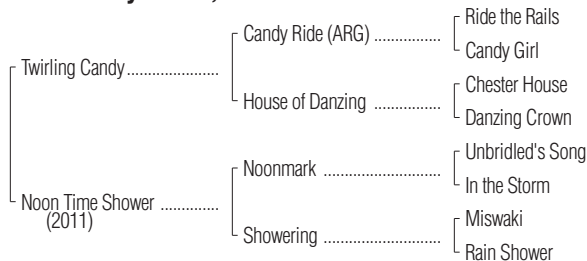 Ride the Rails
Candy Ride (ARG) ................
Candy Girl
Twirling Candy ......................
Chester House
House of Danzing ................
Danzing Crown
Unbridled's Song
Noonmark ............................
In the Storm
Noon Time Shower ..............
(2011)
Miswaki
Showering ............................
Rain Shower